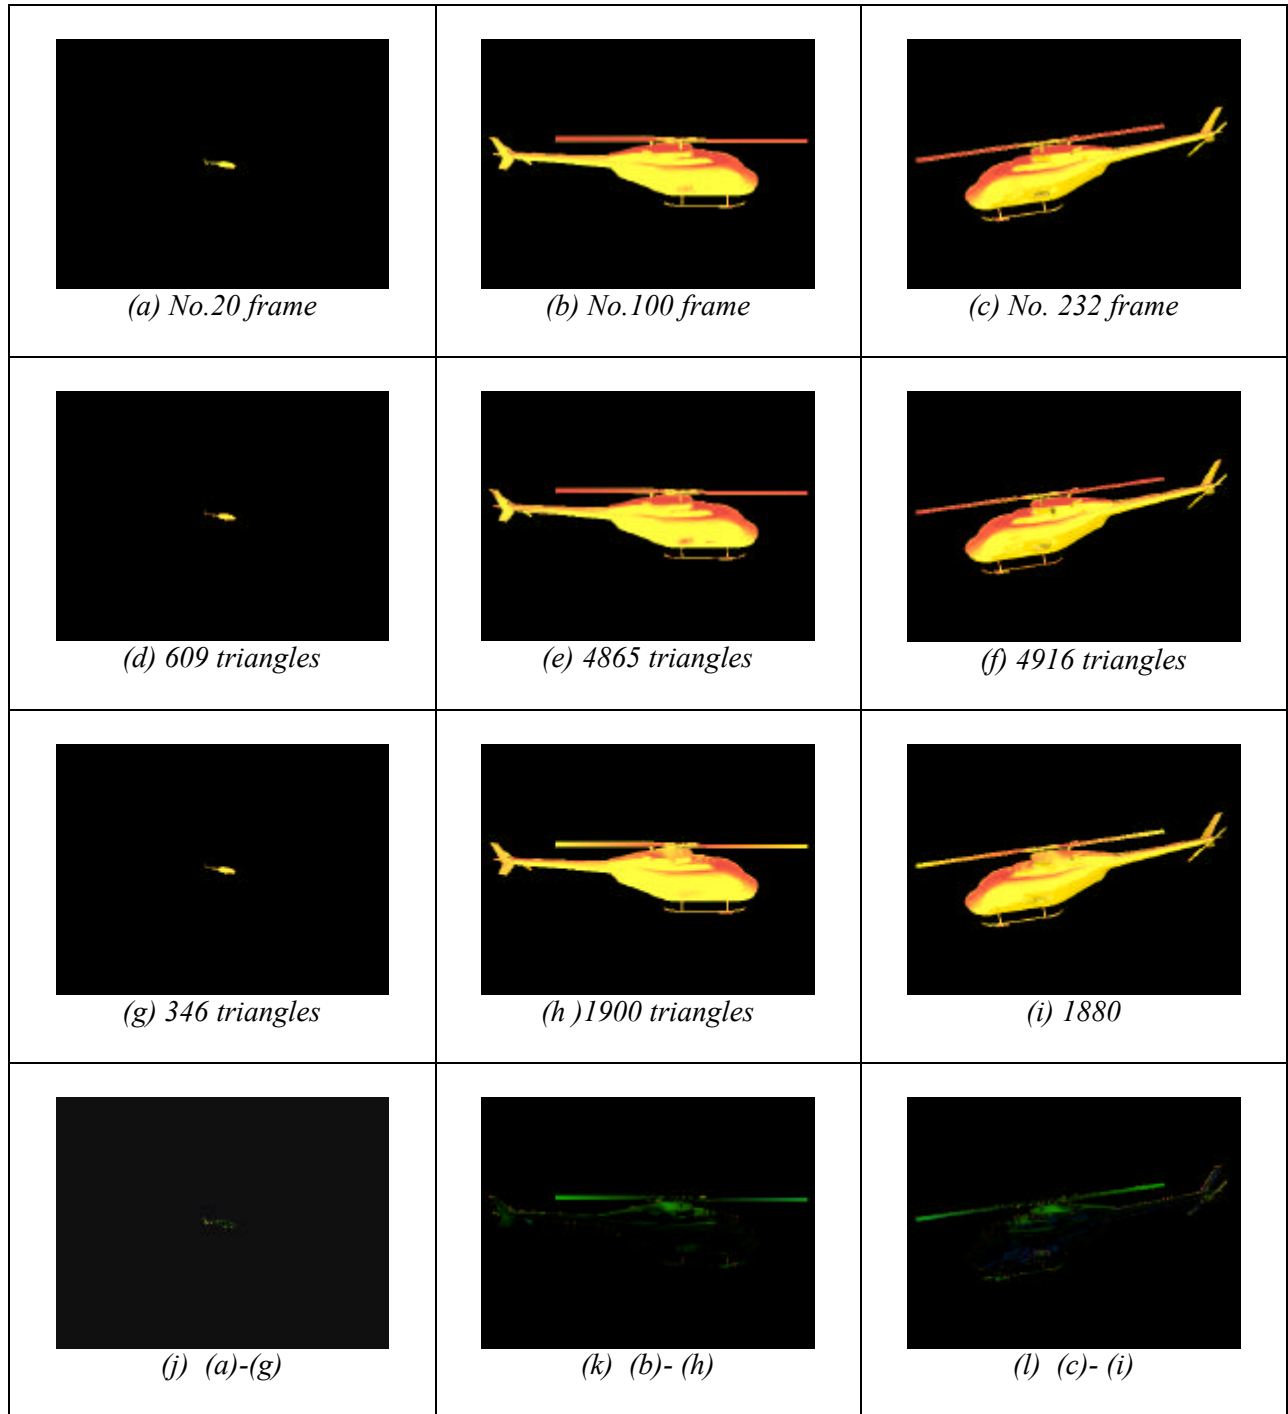 (a) No.20 frame
(b) No.100 frame
(c) No. 232 frame
(d) 609 triangles
(e) 4865 triangles
(f) 4916 triangles
(g) 346 triangles
(h )1900 triangles
(i) 1880
(j) (a)-(g)
(k) (b)- (h)
(l) (c)- (i)